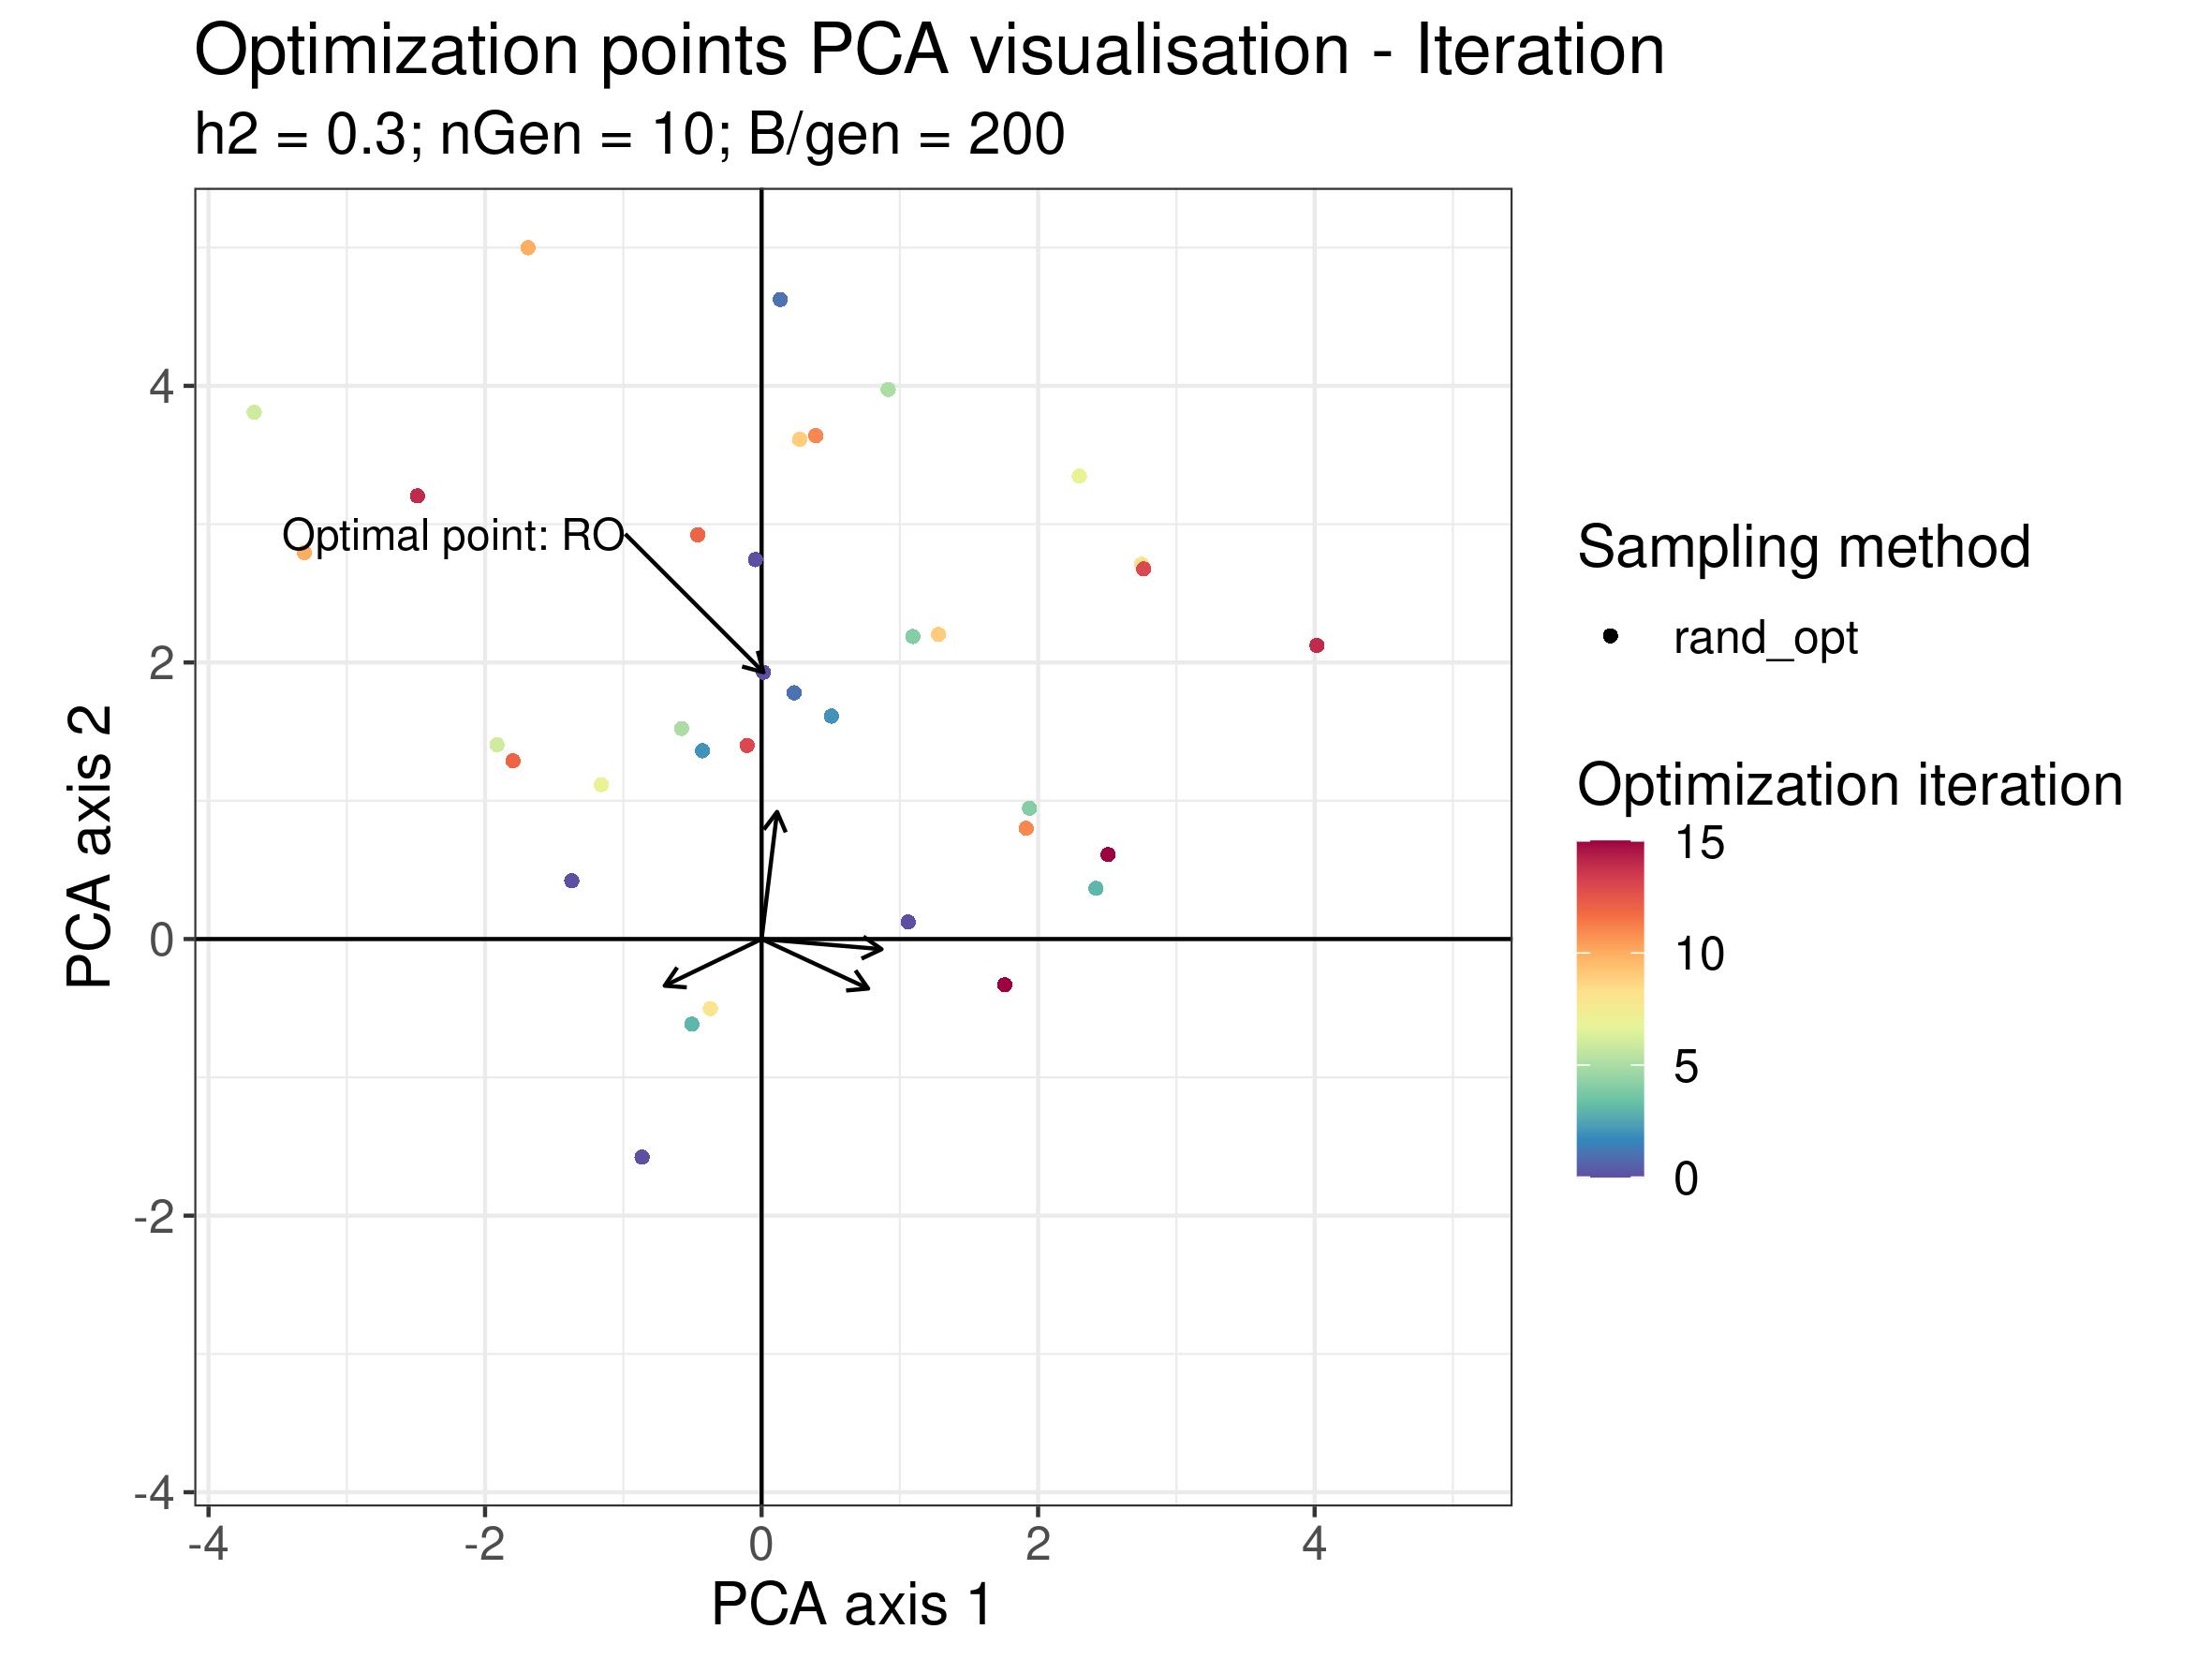 Optimization points PCA visualisation - Iteration
h2 = 0.3; nGen = 10; B/gen = 200
Optimal point: RO
4
2
0
-2
-4
-4
-2
0
2
4
PCA axis 1
PCA axis 2
Sampling method
rand_opt
Optimization iteration
15
10
5
0